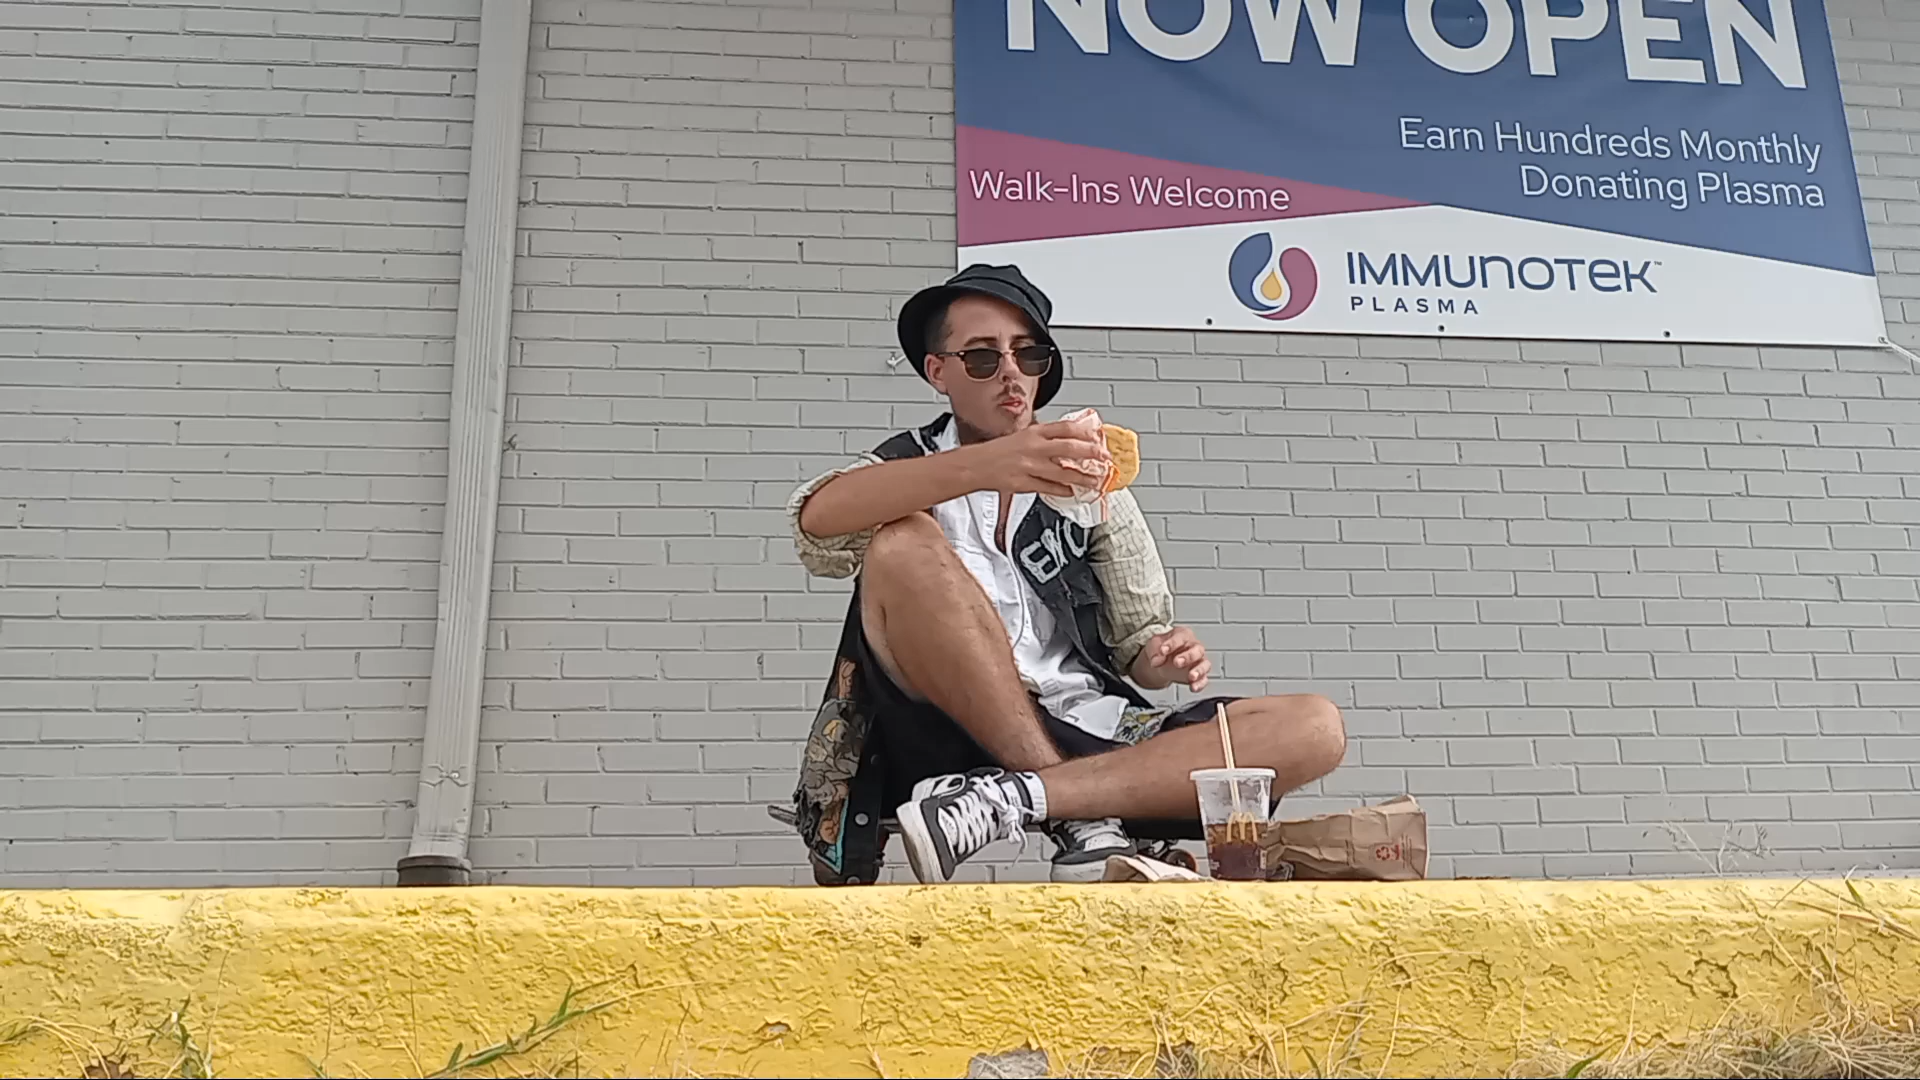 NOW OPEN
Earn Hundreds Monthly
Donating Plasma
Walk-Ins Welcome
IMMUNOTEK™
PLASMA